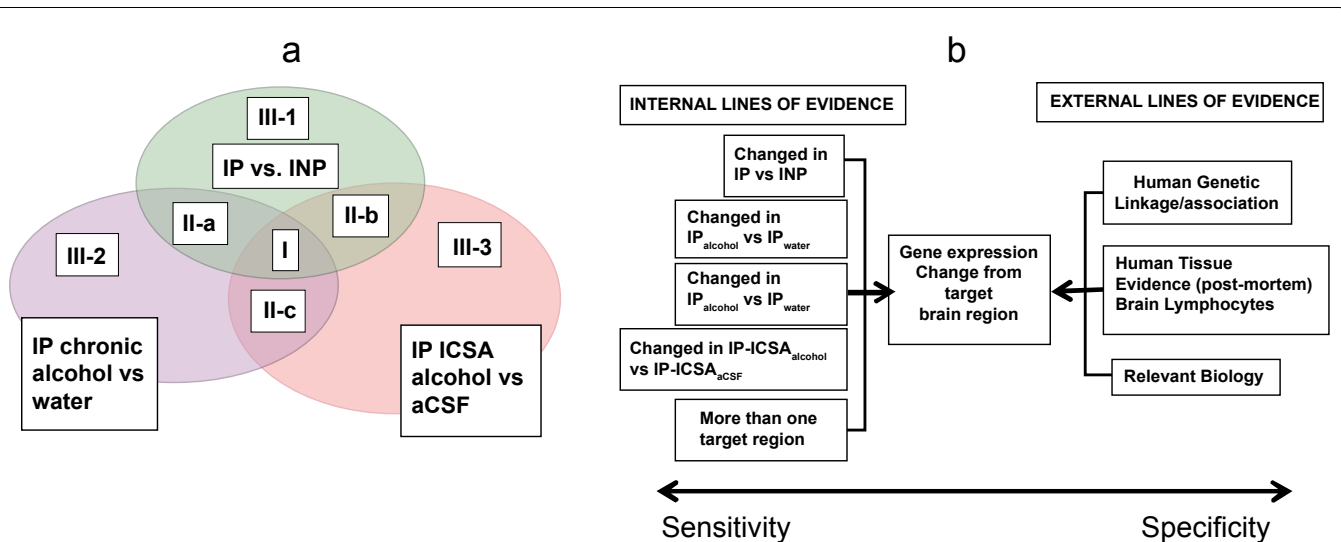 a
III-1
IP vs. INP
II-a
II-b
I
III-2
III-3
II-c
IP chronic
alcohol vs
water
IP ICSA
alcohol vs
aCSF
b
INTERNAL LINES OF EVIDENCE
EXTERNAL LINES OF EVIDENCE
Changed in
IP vs INP
Changed in
IPalcohol vs IPwater
Changed in
IPalcohol vs IPwater
Changed in IP-ICSAalcohol
vs IP-ICSAaCSF
More than one
target region
Gene expression
Change from
target
brain region
Human Genetic
Linkage/association
Human Tissue
Evidence (post-mortem)
Brain Lymphocytes
Relevant Biology
Sensitivity
Specificity